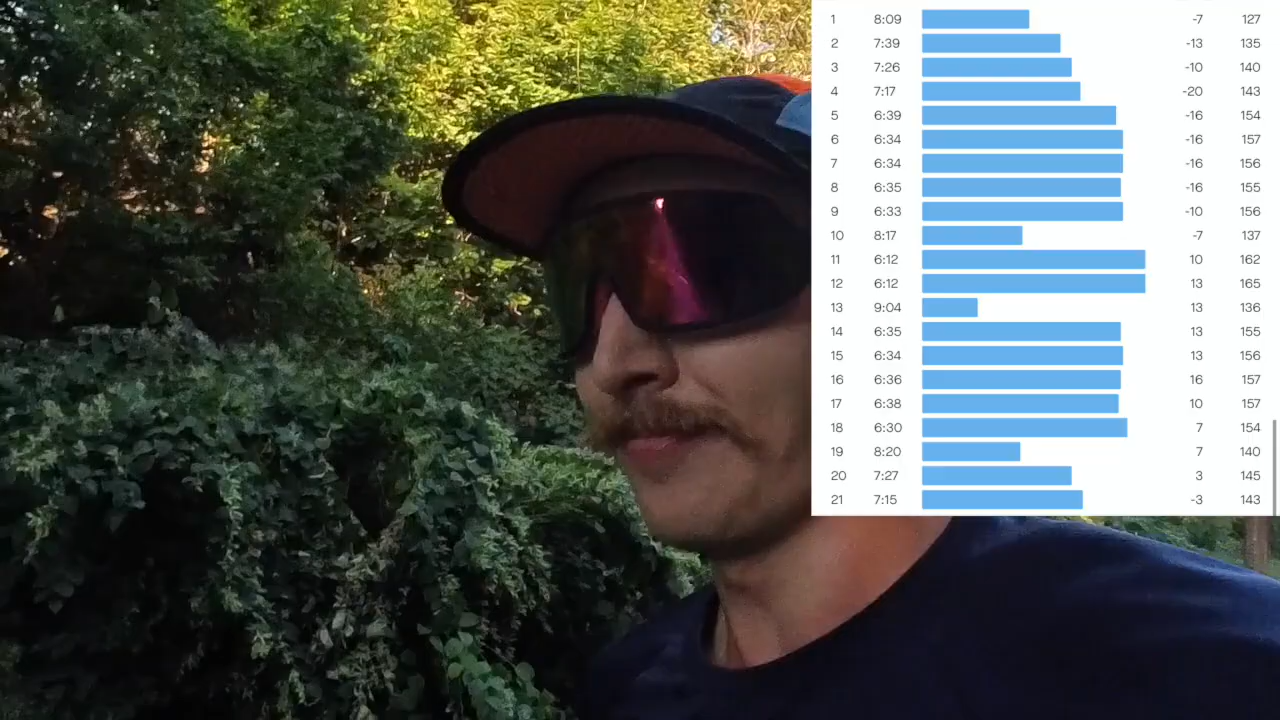 1 8:09 -7 127
2 7:39 -13 135
3 7:26 -10 140
4 7:17 -20 143
5 6:39 -16 154
6 6:34 -16 157
7 6:34 -16 156
8 6:35 -16 155
9 6:33 -10 156
10 8:17 -7 137
11 6:12 10 162
12 6:12 13 165
13 9:04 13 136
14 6:35 13 155
15 6:34 13 156
16 6:36 16 157
17 6:38 10 157
18 6:30 7 154
19 8:20 7 140
20 7:27 3 145
21 7:15 -3 143